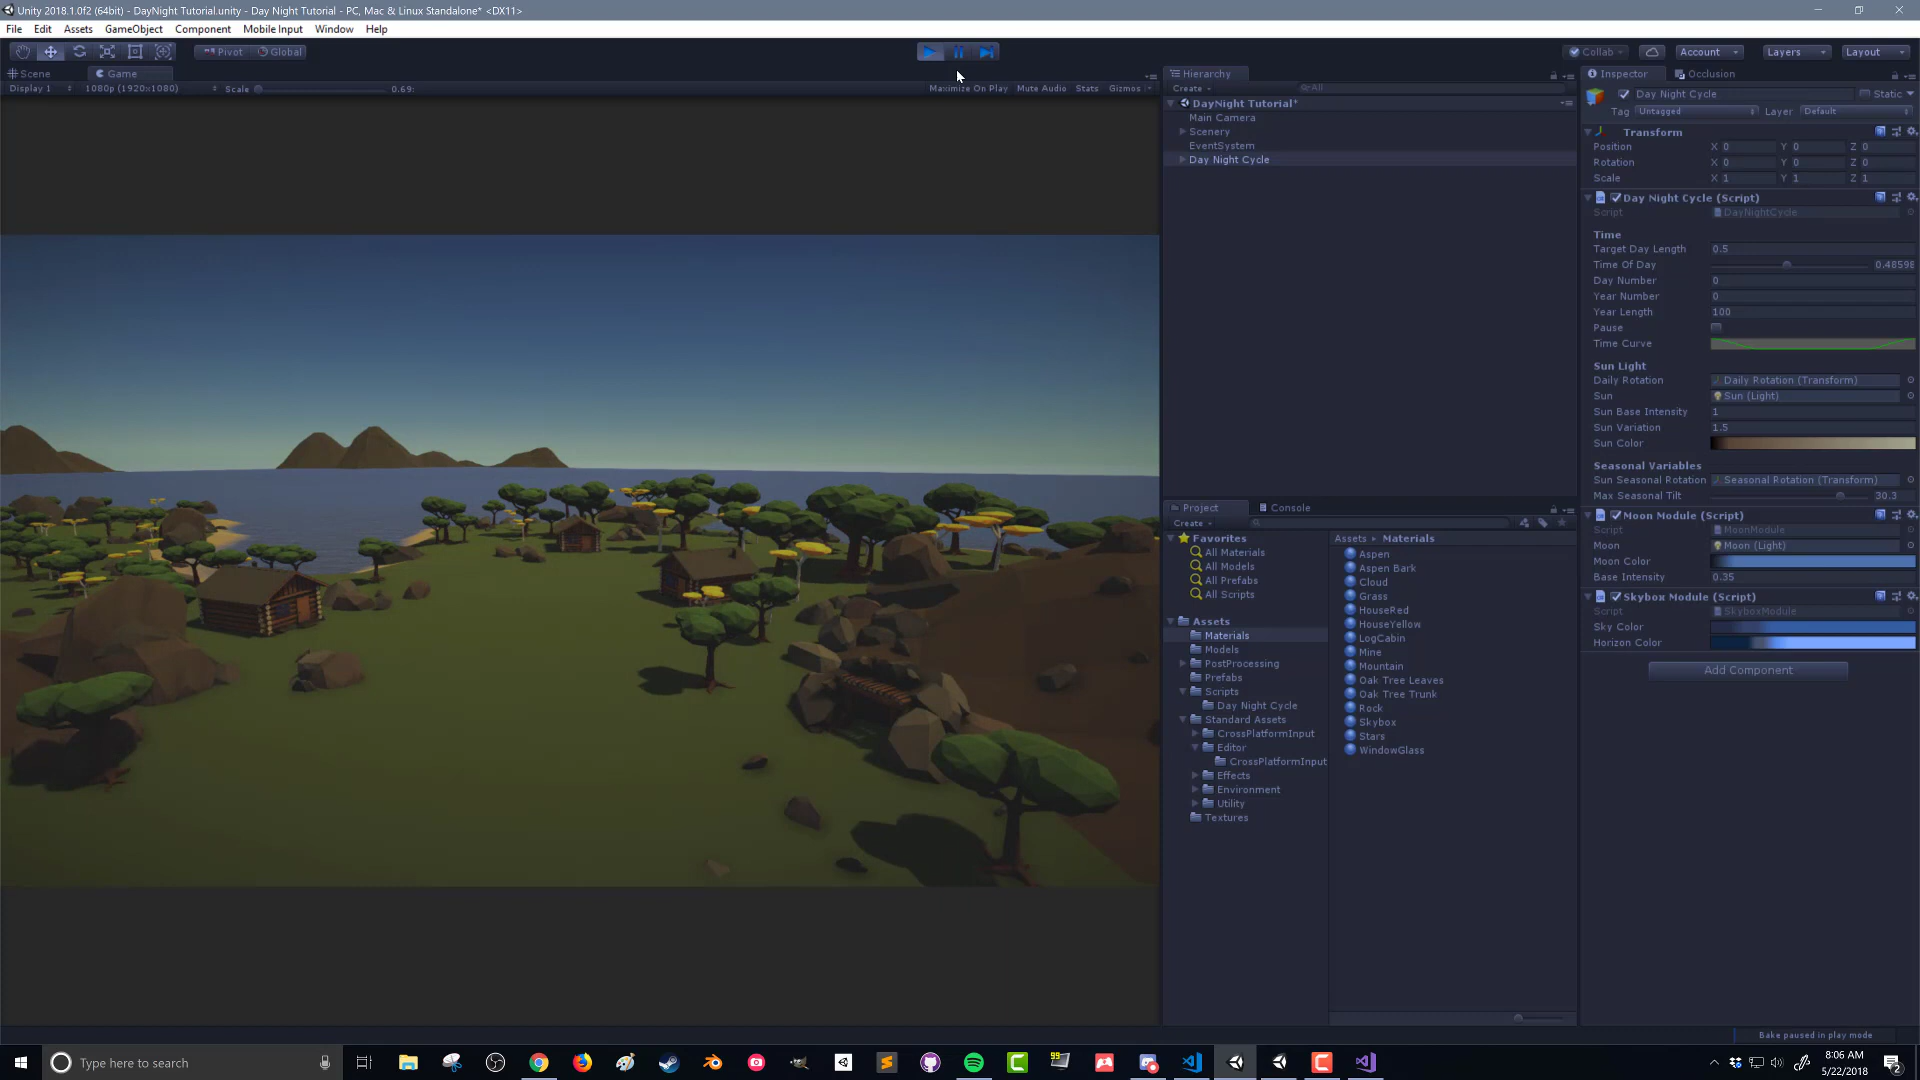 Unity 2018.1.0f2 (64bit) - DayNight Tutorial.unity - Day Night Tutorial - PC, Mac & Linux Standalone* <DX11>
File Edit Assets GameObject Component Mobile Input Window Help
Pivot Global
Collab Account Layers Layout
Scene Game
Display 1 1080p (1920x1080) Scale 0.69:
Maximize On Play Mute Audio Stats Gizmos
Hierarchy
Create All
DayNight Tutorial*
Main Camera
Scenery
EventSystem
Day Night Cycle
Project Console
Create
Favorites
All Materials
All Models
All Prefabs
All Scripts
Assets
Materials
Models
PostProcessing
Prefabs
Scripts
Day Night Cycle
Standard Assets
CrossPlatformInput
Editor
CrossPlatformInput
Effects
Environment
Utility
Textures
Assets Materials
Aspen
Aspen Bark
Cloud
Grass
HouseRed
HouseYellow
LogCabin
Mine
Mountain
Oak Tree Leaves
Oak Tree Trunk
Rock
Skybox
Stars
WindowGlass
Inspector Occlusion
Day Night Cycle Static
Tag Untagged Layer Default
Transform
Position X 0 Y 0 Z 0
Rotation X 0 Y 0 Z 0
Scale X 1 Y 1 Z 1
Day Night Cycle (Script)
Script DayNightCycle
Time
Target Day Length 0.5
Time Of Day 0.48598
Day Number 0
Year Number 0
Year Length 100
Pause
Time Curve
Sun Light
Daily Rotation Daily Rotation (Transform)
Sun Sun (Light)
Sun Base Intensity 1
Sun Variation 1.5
Sun Color
Seasonal Variables
Sun Seasonal Rotation Seasonal Rotation (Transform)
Max Seasonal Tilt 30.3
Moon Module (Script)
Script MoonModule
Moon Moon (Light)
Moon Color
Base Intensity 0.35
Skybox Module (Script)
Script SkyboxModule
Sky Color
Horizon Color
Add Component
Bake paused in play mode
Type here to search
99
8:06 AM
5/22/2018
2